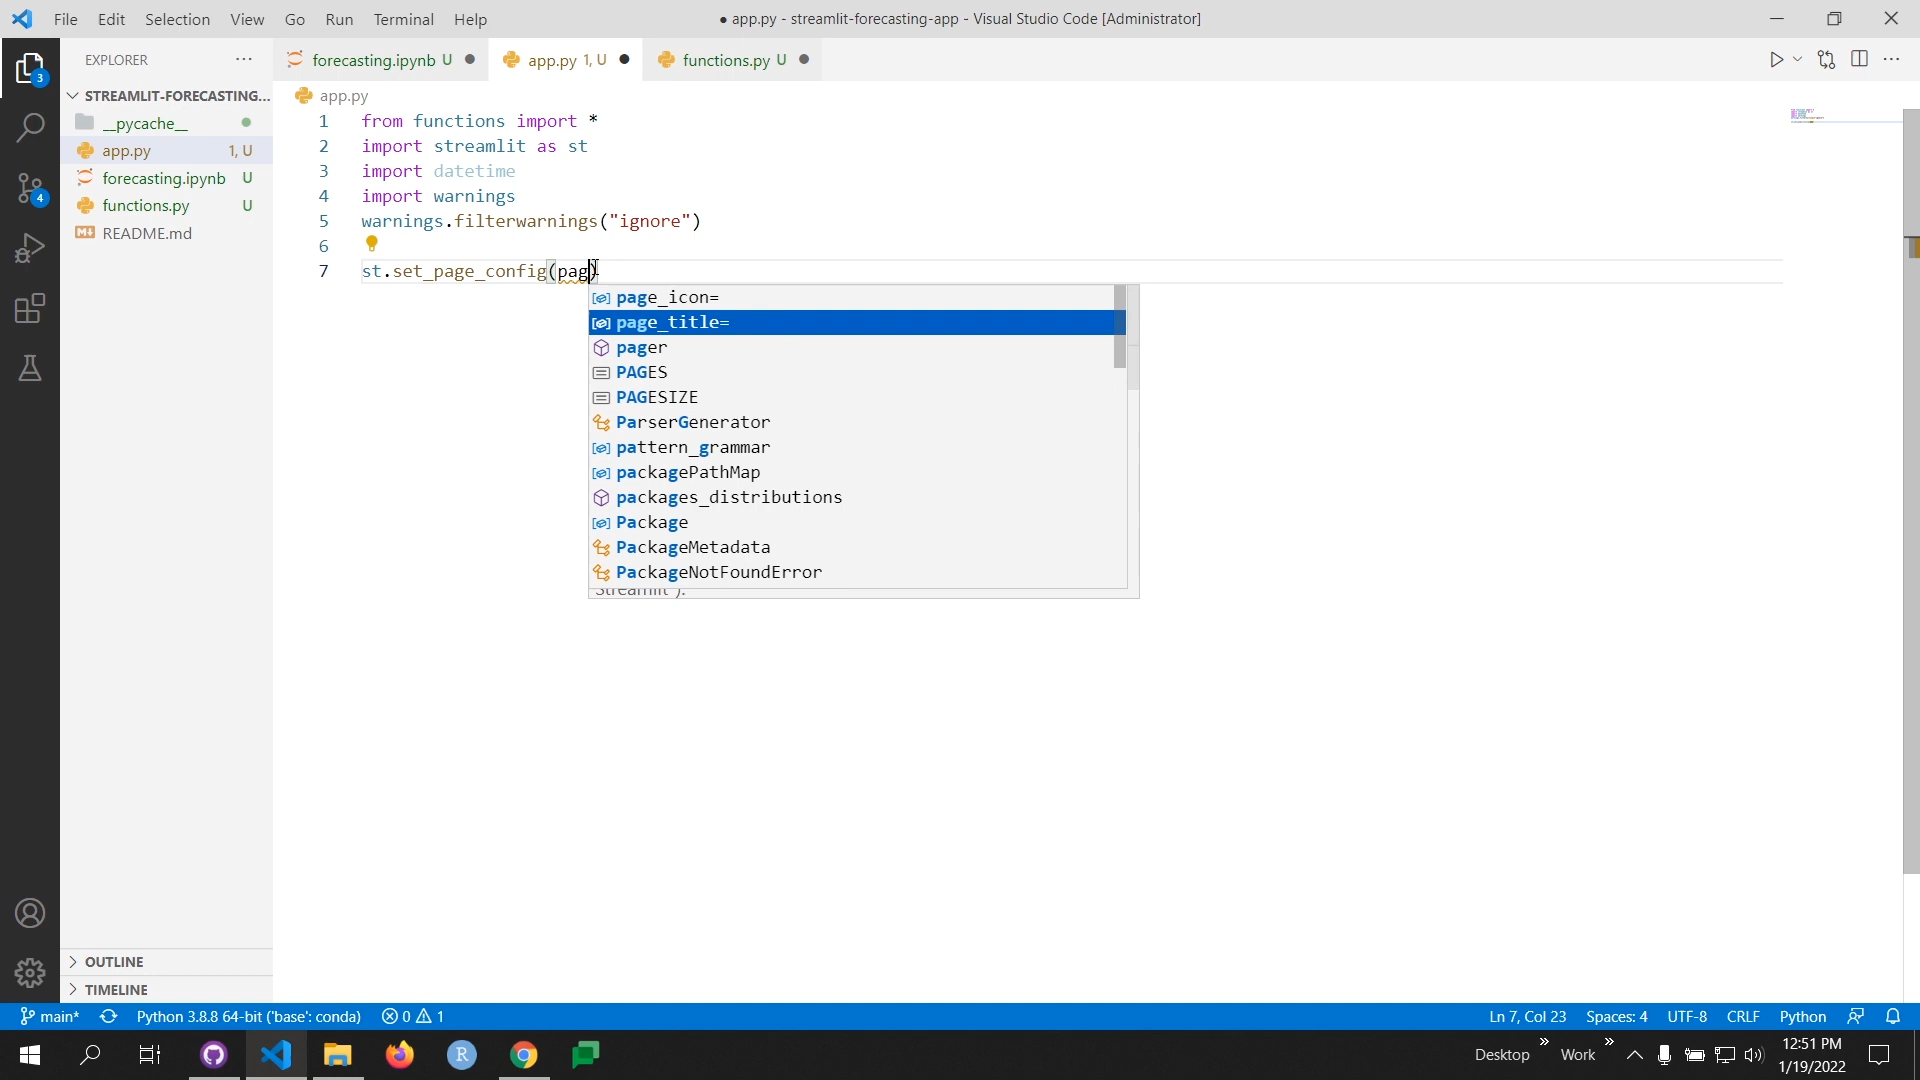 File Edit Selection View Go Run Terminal Help
● app.py - streamlit-forecasting-app - Visual Studio Code [Administrator]
EXPLORER
forecasting.ipynb U
app.py 1, U
functions.py U
STREAMLIT-FORECASTING...
app.py
__pycache__
app.py 1, U
forecasting.ipynb U
functions.py U
README.md
3
4
1 from functions import *
2 import streamlit as st
3 import datetime
4 import warnings
5 warnings.filterwarnings("ignore")
6
7 st.set_page_config(pag)
page_icon=
page_title=
pager
PAGES
PAGESIZE
ParserGenerator
pattern_grammar
packagePathMap
packages_distributions
Package
PackageMetadata
PackageNotFoundError
Streamlit ).
OUTLINE
TIMELINE
main* Python 3.8.8 64-bit ('base': conda) 0 1
Ln 7, Col 23 Spaces: 4 UTF-8 CRLF Python
R
Desktop » Work »
12:51 PM
1/19/2022